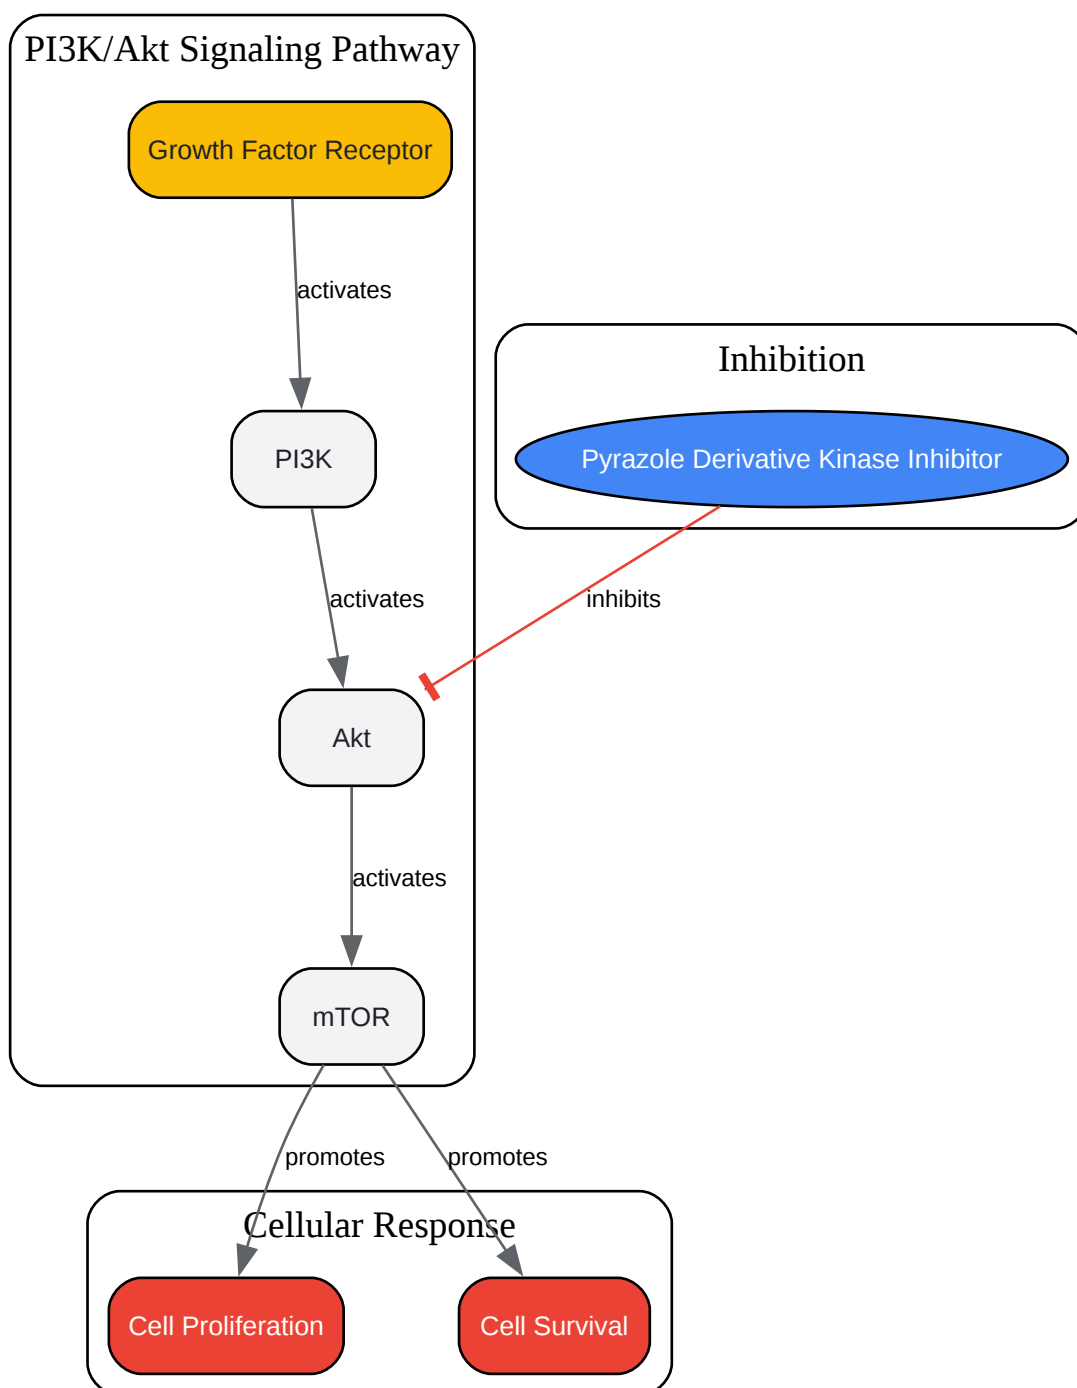 PI3K/Akt Signaling Pathway
Growth Factor Receptor
activates
Inhibition
PI3K
Pyrazole Derivative Kinase Inhibitor
activates
inhibits
Akt
activates
mTOR
promotes
promotes
Cellular Response
Cell Proliferation
Cell Survival